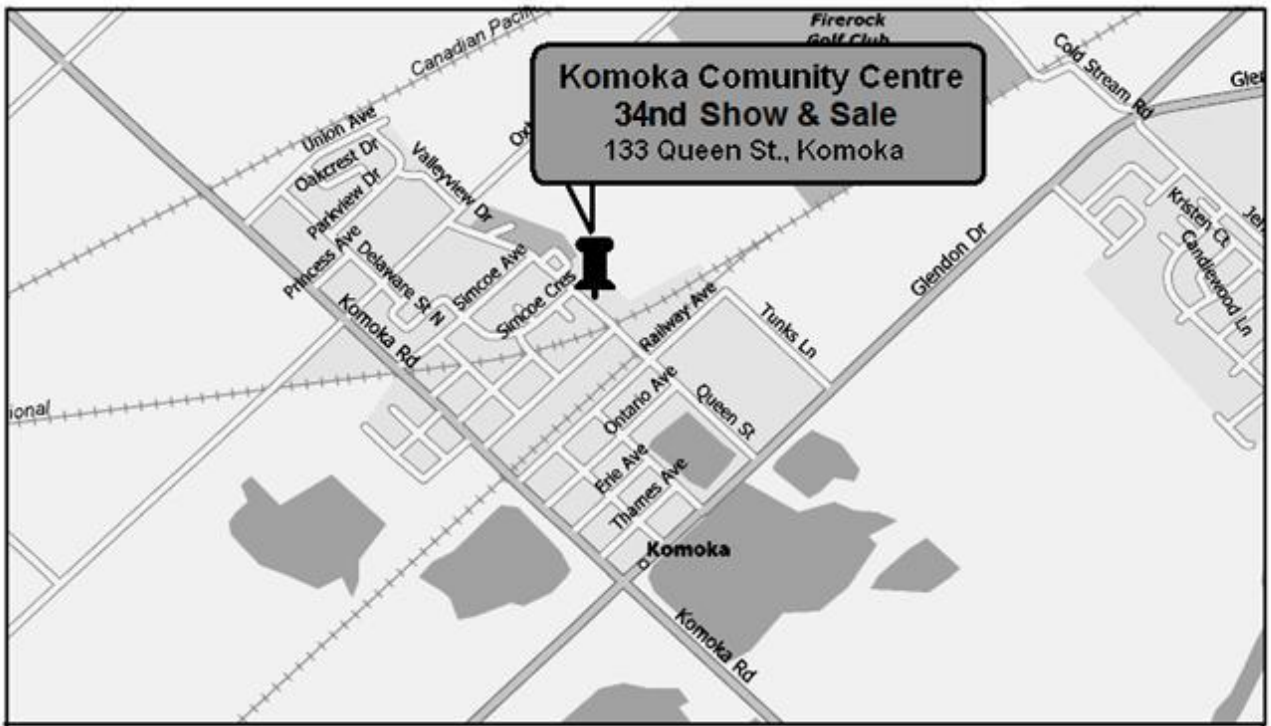 Firerock
Golf Club
Cold Stream Rd
Canadian Pacific
Komoka Comunity Centre
34nd Show & Sale
133 Queen St., Komoka
Union Ave
Oakcrest Dr
Valleyview Dr
Parkview Dr
Princess Ave
Delaware St N
Simcoe Ave
Simcoe Cres
Komoka Rd
Railway Ave
Tunks Ln
Glendon Dr
Kristen Ct
Candlewood Ln
ional
Ontario Ave
Queen St
Erie Ave
Thames Ave
Komoka
Komoka Rd